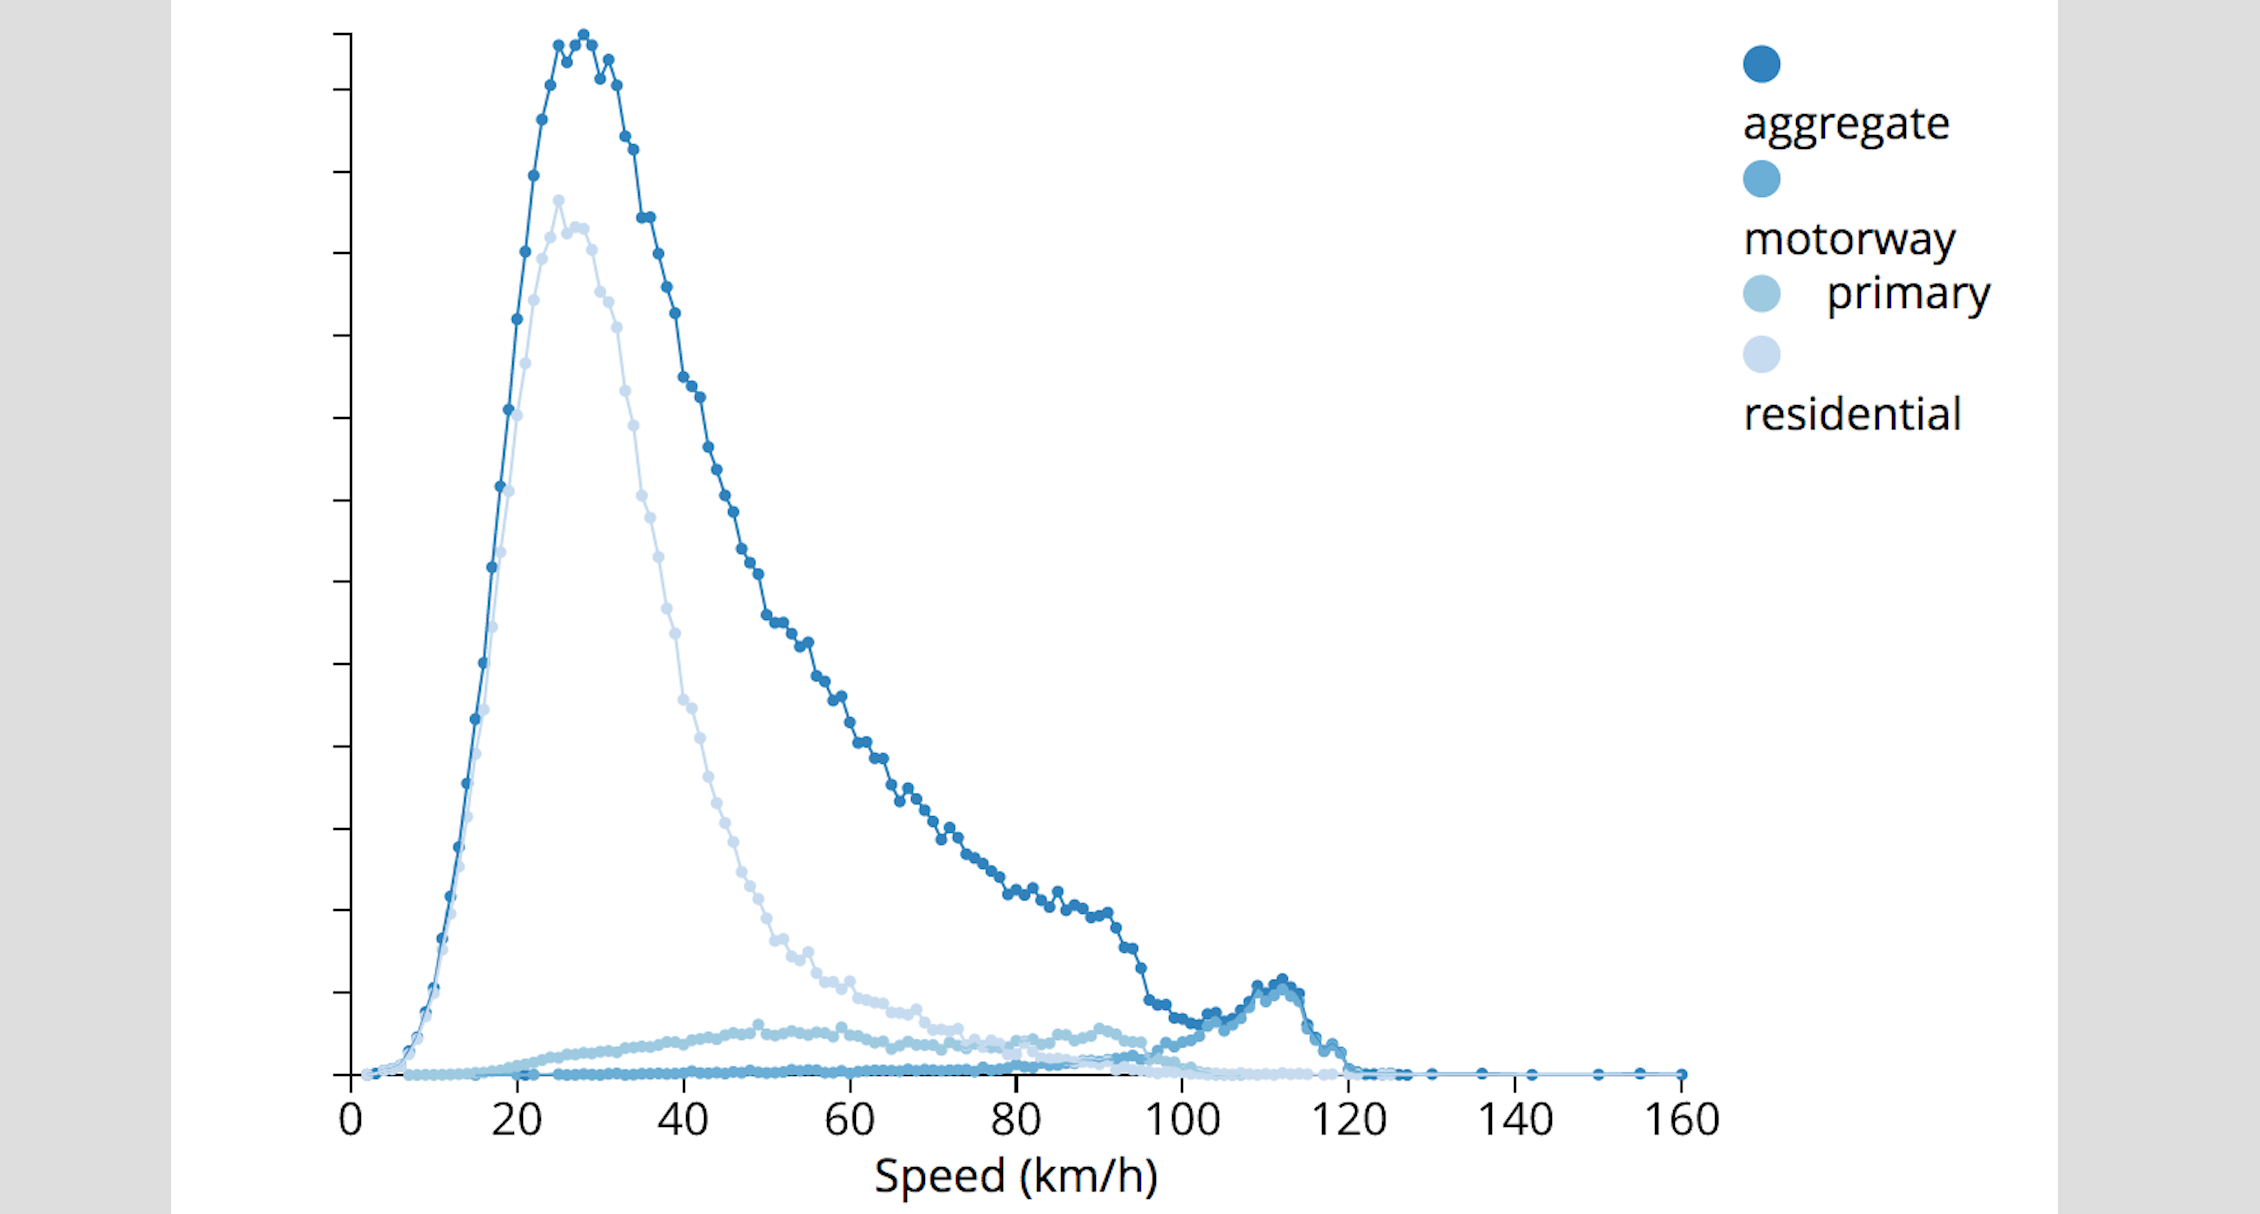 aggregate
motorway
primary
residential
0 20 40 60 80 100 120 140 160
Speed (km/h)